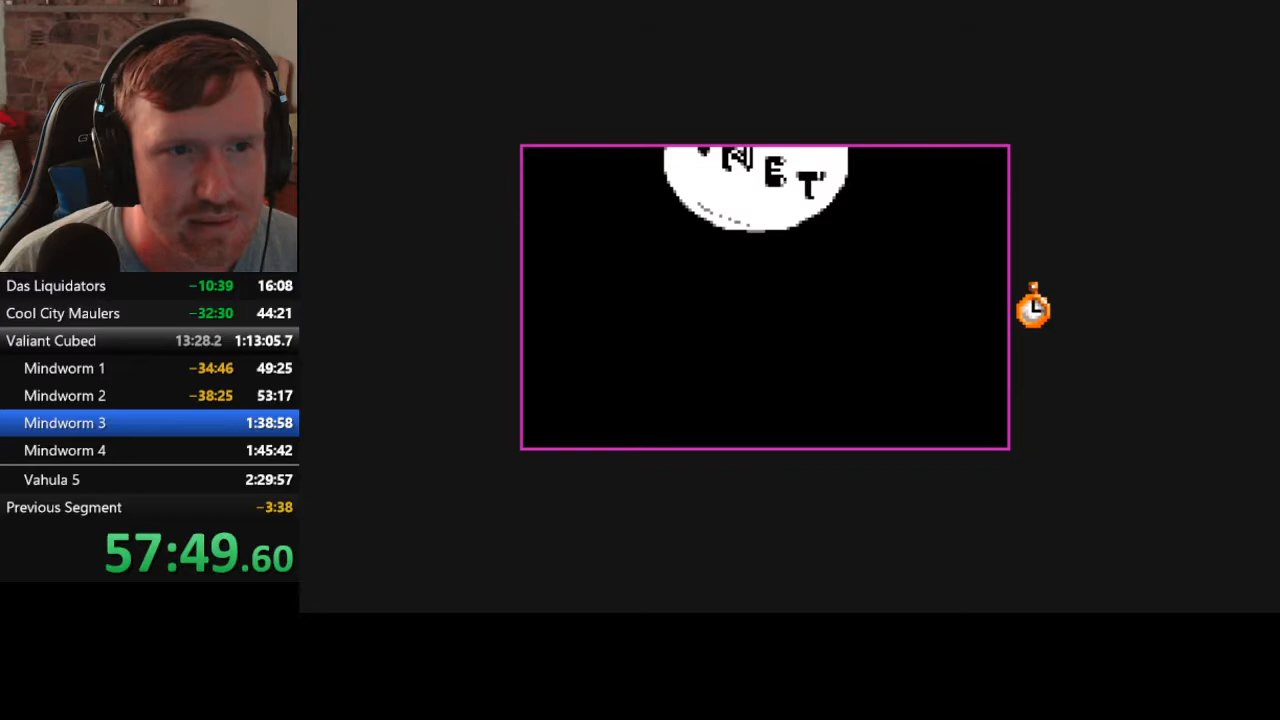 NET
Das Liquidators -10:39 16:08
Cool City Maulers -32:30 44:21
Valiant Cubed 13:28.2 1:13:05.7
Mindworm 1 -34:46 49:25
Mindworm 2 -38:25 53:17
Mindworm 3 1:38:58
Mindworm 4 1:45:42
Vahula 5 2:29:57
Previous Segment -3:38
57:49.60